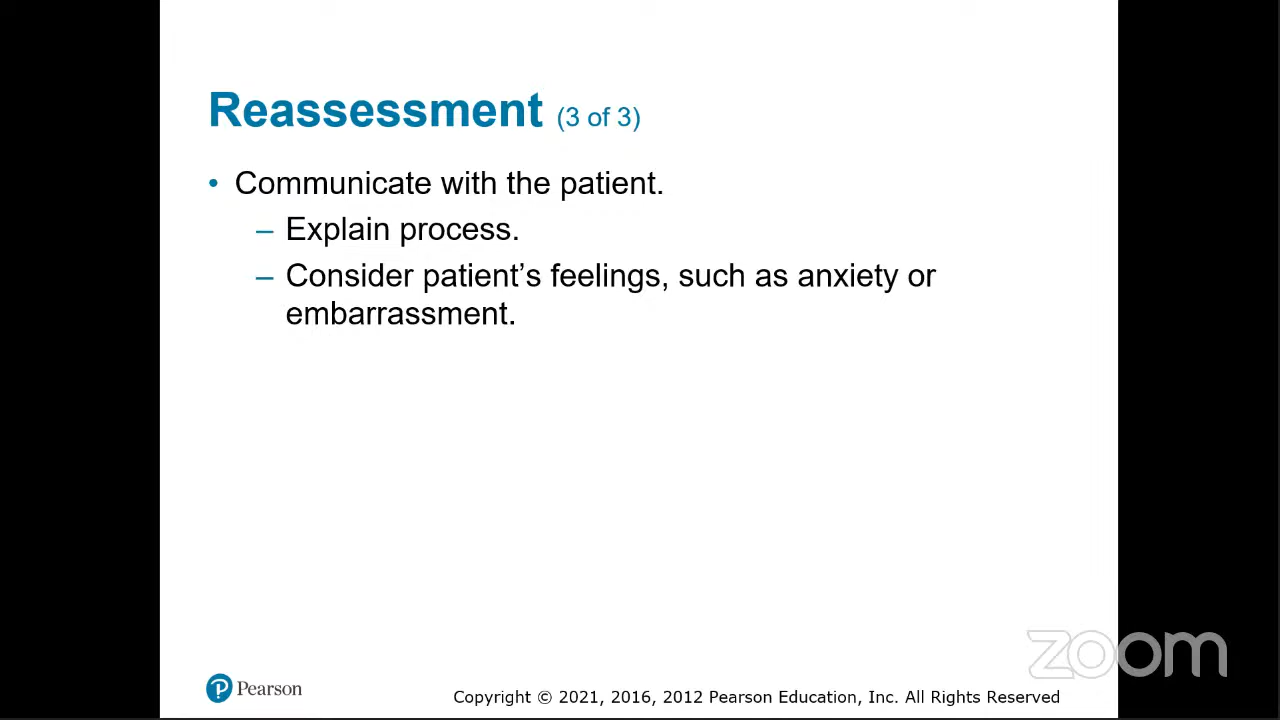 Reassessment (3 of 3)
• Communicate with the patient.
– Explain process.
– Consider patient’s feelings, such as anxiety or
embarrassment.
zoom
Pearson
Copyright © 2021, 2016, 2012 Pearson Education, Inc. All Rights Reserved